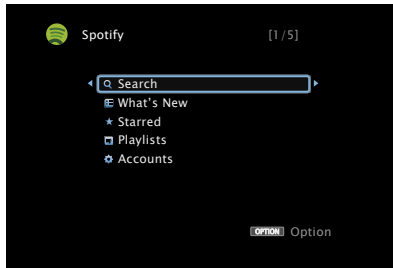 Spotify [1/5]
Search
What's New
Starred
Playlists
Accounts
OPTION Option